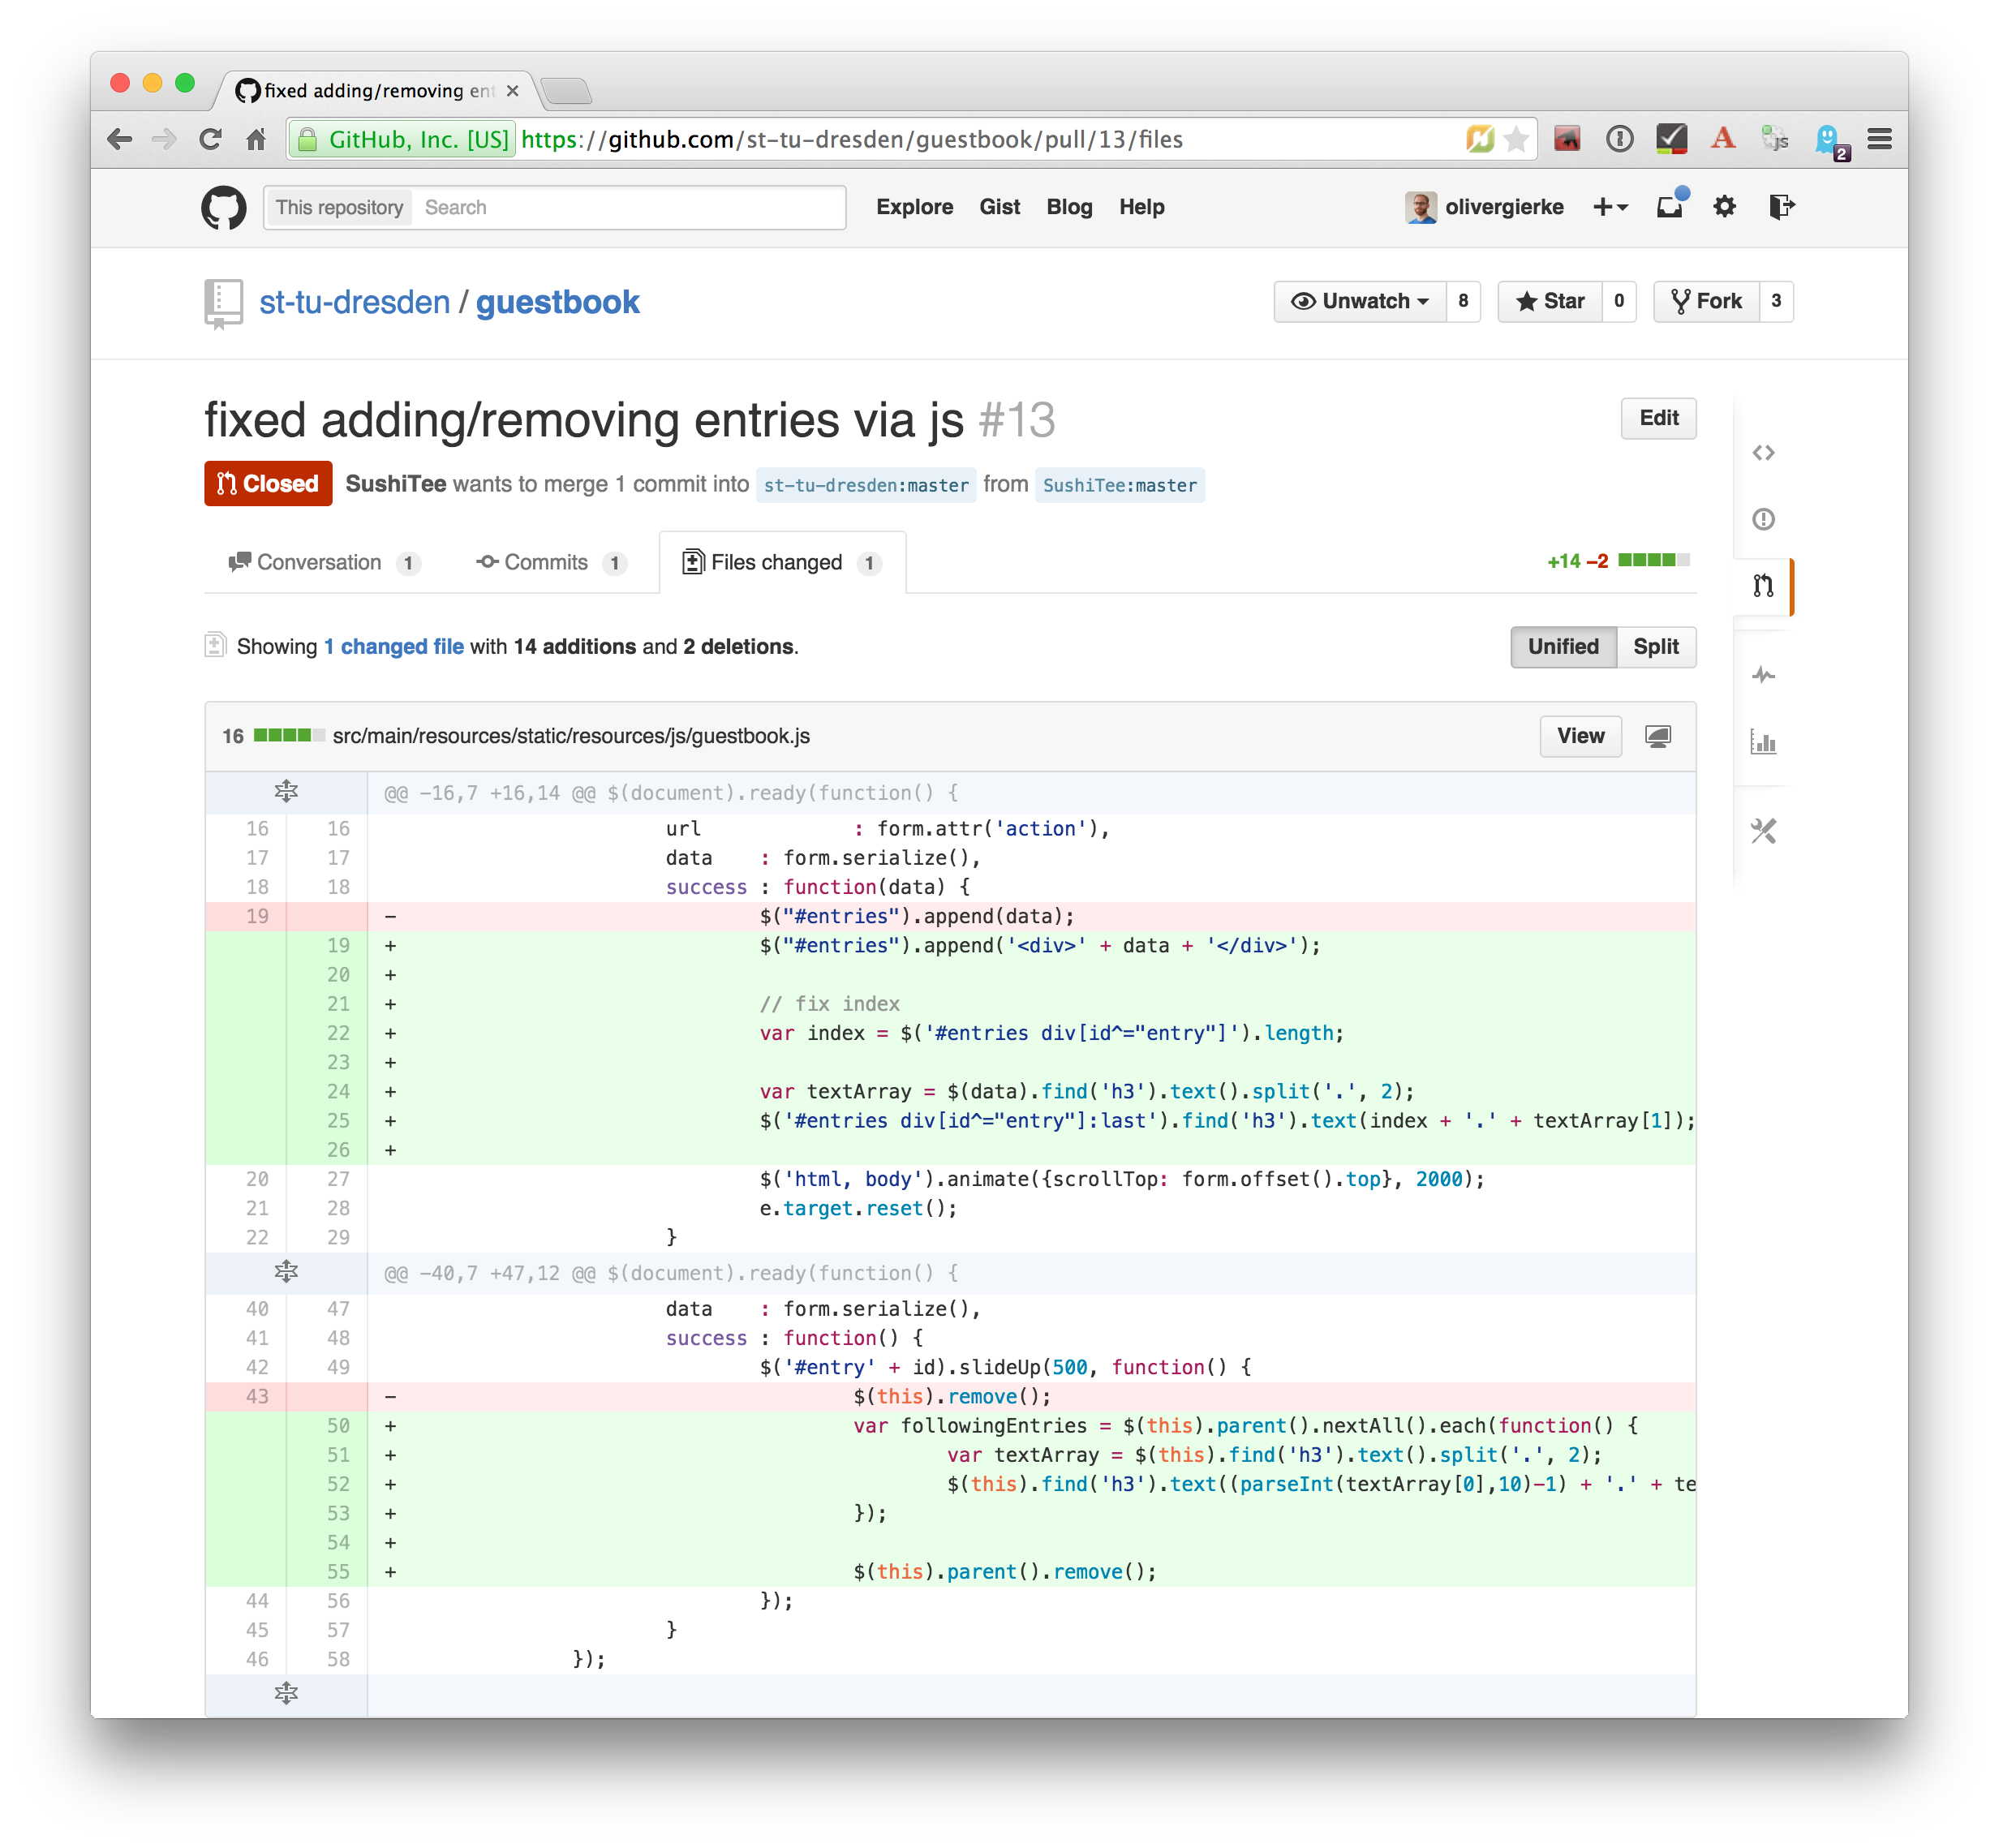 fixed adding/removing ent
GitHub, Inc. [US] https://github.com/st-tu-dresden/guestbook/pull/13/files
2
This repository Search Explore Gist Blog Help olivergierke
st-tu-dresden / guestbook Unwatch 8 Star 0 Fork 3
fixed adding/removing entries via js #13 Edit
Closed SushiTee wants to merge 1 commit into st-tu-dresden:master from SushiTee:master
Conversation 1 Commits 1 Files changed 1 +14 −2
Showing 1 changed file with 14 additions and 2 deletions. Unified Split
16 src/main/resources/static/resources/js/guestbook.js View
@@ -16,7 +16,14 @@ $(document).ready(function() {
16 16 url : form.attr('action'),
17 17 data : form.serialize(),
18 18 success : function(data) {
19 - $("#entries").append(data);
19 + $("#entries").append('<div>' + data + '</div>');
20 +
21 + // fix index
22 + var index = $('#entries div[id^="entry"]').length;
23 +
24 + var textArray = $(data).find('h3').text().split('.', 2);
25 + $('#entries div[id^="entry"]:last').find('h3').text(index + '.' + textArray[1]);
26 +
20 27 $('html, body').animate({scrollTop: form.offset().top}, 2000);
21 28 e.target.reset();
22 29 }
@@ -40,7 +47,12 @@ $(document).ready(function() {
40 47 data : form.serialize(),
41 48 success : function() {
42 49 $('#entry' + id).slideUp(500, function() {
43 - $(this).remove();
50 + var followingEntries = $(this).parent().nextAll().each(function() {
51 + var textArray = $(this).find('h3').text().split('.', 2);
52 + $(this).find('h3').text((parseInt(textArray[0],10)-1) + '.' + te
53 + });
54 +
55 + $(this).parent().remove();
44 56 });
45 57 }
46 58 });